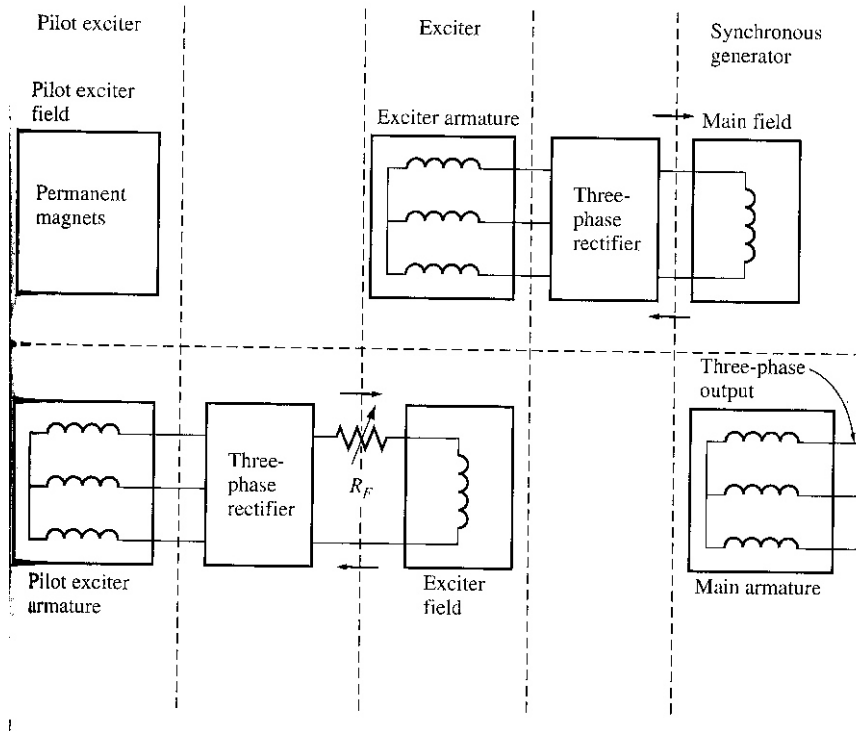 Pilot exciter
Exciter
Synchronous
generator
Pilot exciter
field
Permanent
magnets
Exciter armature
Three-
phase
rectifier
Main field
Pilot exciter
armature
Three-
phase
rectifier
R_F
Exciter
field
Three-phase
output
Main armature